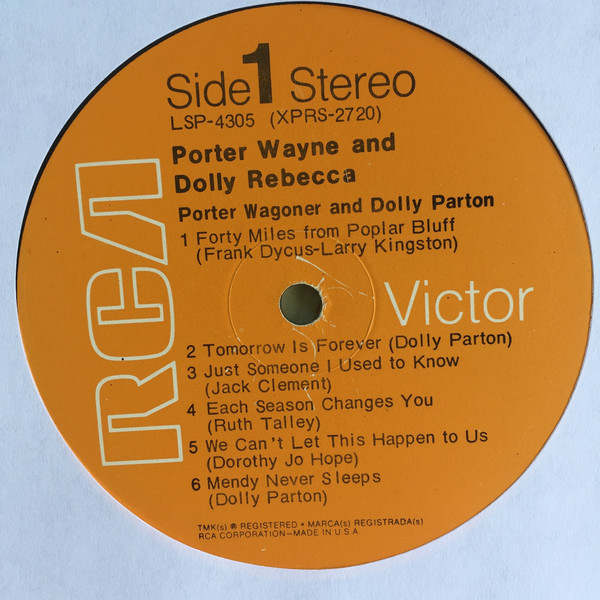 Side 1 Stereo
LSP-4305 (XPRS-2720)
Porter Wayne and
Dolly Rebecca
Porter Wagoner and Dolly Parton
1 Forty Miles from Poplar Bluff
(Frank Dycus-Larry Kingston)
RCA Victor
2 Tomorrow Is Forever (Dolly Parton)
3 Just Someone I Used to Know
(Jack Clement)
4 Each Season Changes You
(Ruth Talley)
5 We Can't Let This Happen to Us
(Dorothy Jo Hope)
6 Mendy Never Sleeps
(Dolly Parton)
TMK(s) ® REGISTERED • MARCA(s) REGISTRADA(s)
RCA CORPORATION—MADE IN U.S.A